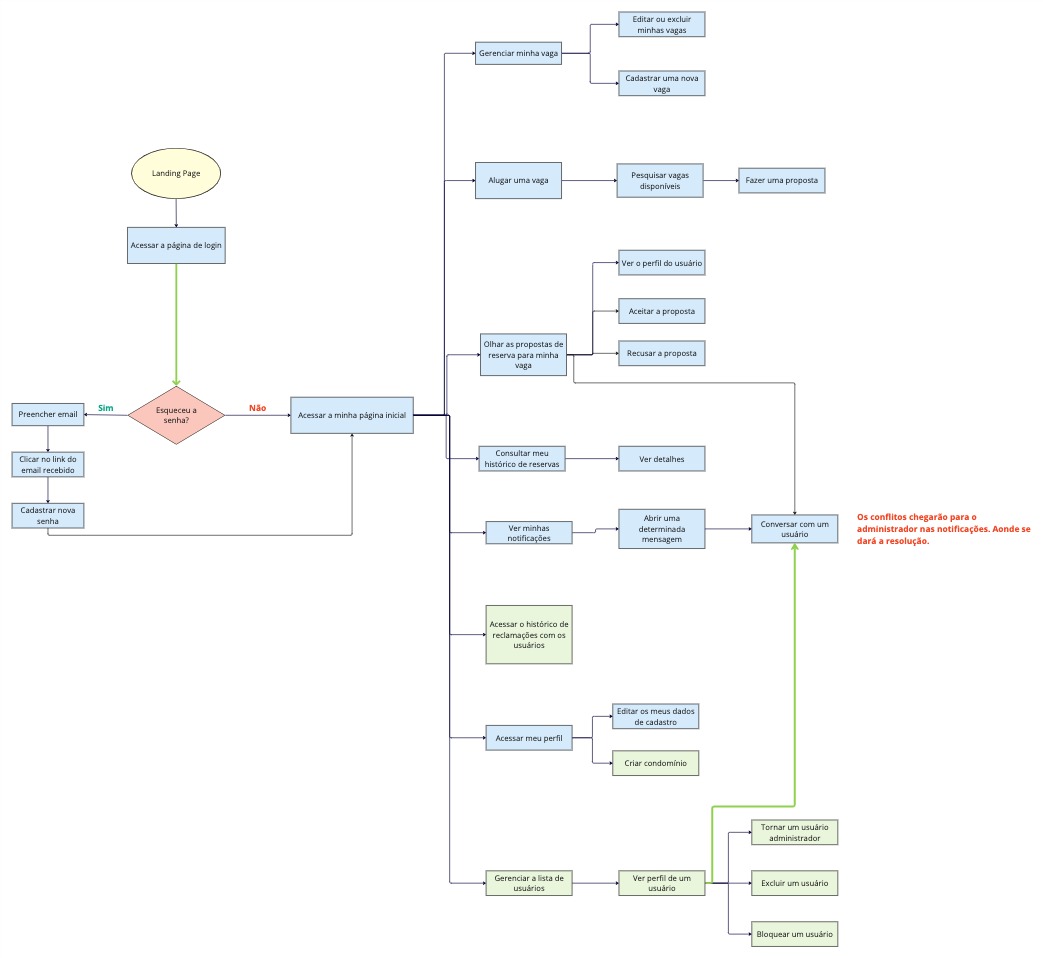 Editar ou excluir
minhas vagas
Gerenciar minha vaga
Cadastrar uma nova
vaga
Landing Page
Alugar uma vaga
Pesquisar vagas
disponíveis
Fazer uma proposta
Acessar a página de login
Ver o perfil do usuário
Aceitar a proposta
Olhar as propostas de
reserva para minha
vaga
Recusar a proposta
Esqueceu a
senha?
Sim
Não
Preencher email
Acessar a minha página inicial
Clicar no link do
email recebido
Consultar meu
histórico de reservas
Ver detalhes
Cadastrar nova
senha
Ver minhas
notificações
Abrir uma
determinada
mensagem
Conversar com um
usuário
Os conflitos chegarão para o
administrador nas notificações. Aonde se
dará a resolução.
Acessar o histórico de
reclamações com os
usuários
Editar os meus dados
de cadastro
Acessar meu perfil
Criar condomínio
Tornar um usuário
administrador
Gerenciar a lista de
usuários
Ver perfil de um
usuário
Excluir um usuário
Bloquear um usuário